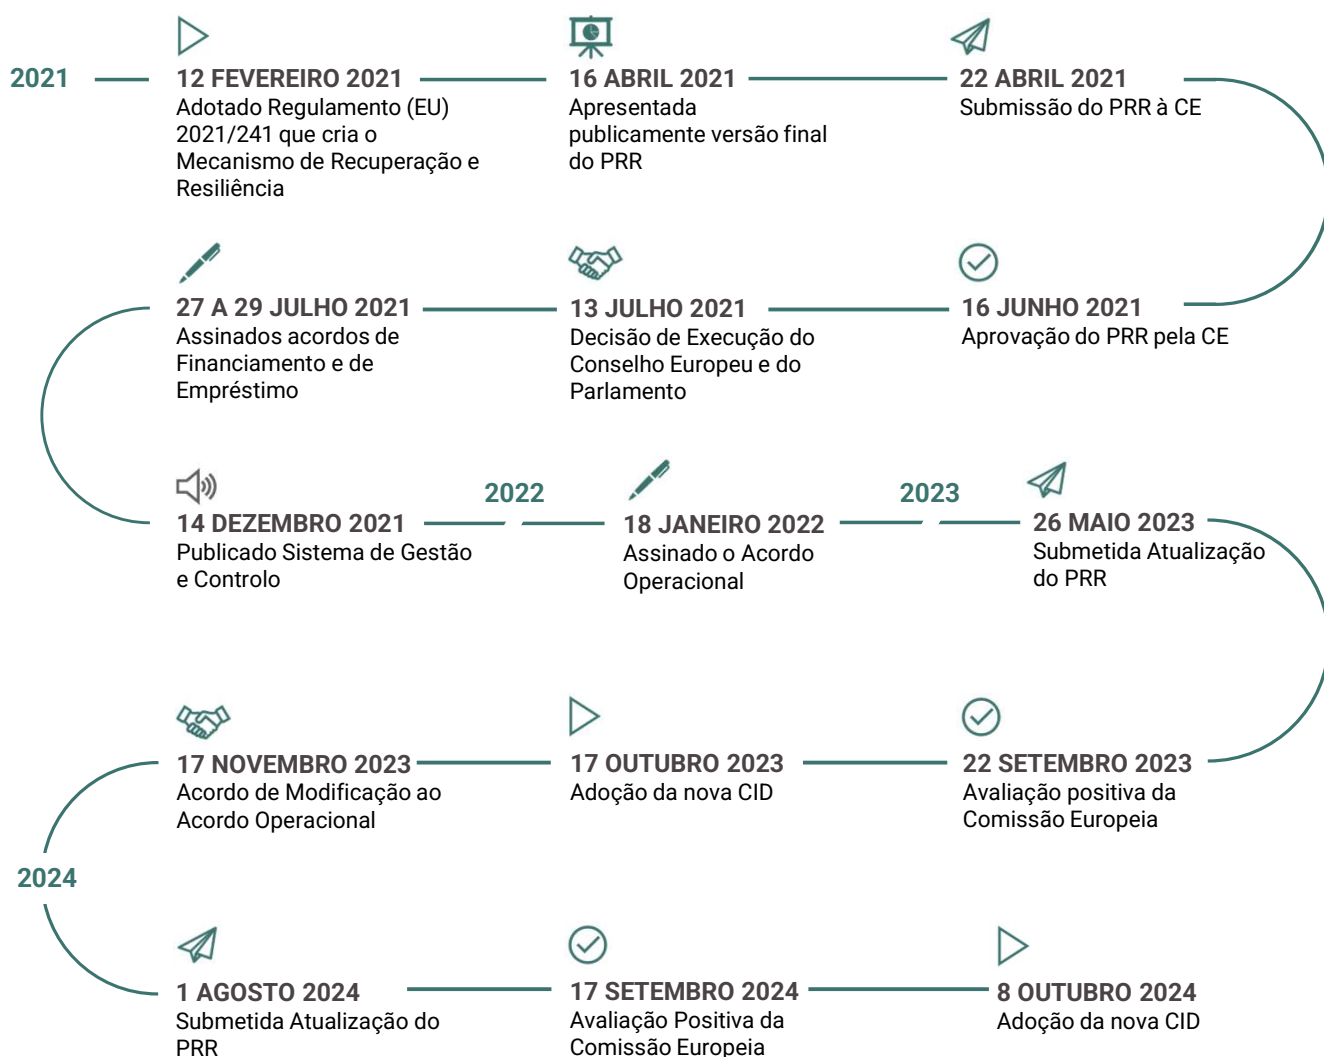 2021
12 FEVEREIRO 2021
Adotado Regulamento (EU)
2021/241 que cria o
Mecanismo de Recuperação e
Resiliência
16 ABRIL 2021
Apresentada
publicamente versão final
do PRR
22 ABRIL 2021
Submissão do PRR à CE
16 JUNHO 2021
Aprovação do PRR pela CE
13 JULHO 2021
Decisão de Execução do
Conselho Europeu e do
Parlamento
27 A 29 JULHO 2021
Assinados acordos de
Financiamento e de
Empréstimo
14 DEZEMBRO 2021
Publicado Sistema de Gestão
e Controlo
2022
18 JANEIRO 2022
Assinado o Acordo
Operacional
2023
26 MAIO 2023
Submetida Atualização
do PRR
22 SETEMBRO 2023
Avaliação positiva da
Comissão Europeia
17 OUTUBRO 2023
Adoção da nova CID
17 NOVEMBRO 2023
Acordo de Modificação ao
Acordo Operacional
2024
1 AGOSTO 2024
Submetida Atualização do
PRR
17 SETEMBRO 2024
Avaliação Positiva da
Comissão Europeia
8 OUTUBRO 2024
Adoção da nova CID